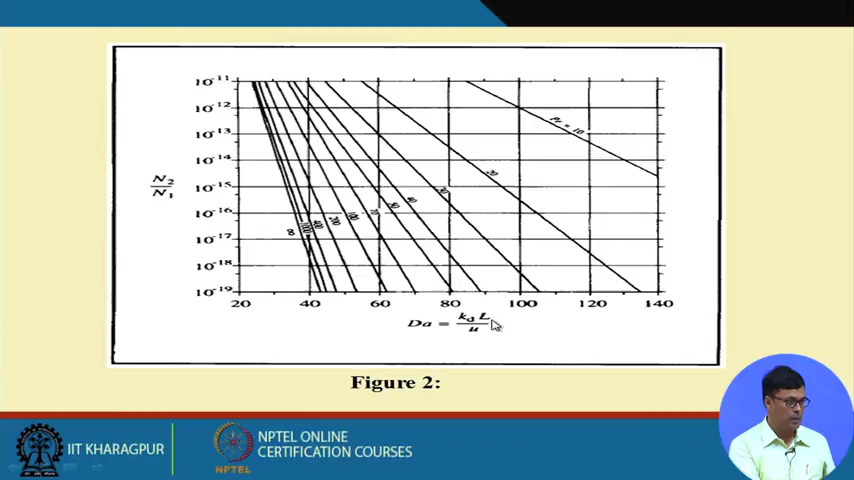 10-11
10-12
10-13
10-14
10-15
10-16
10-17
10-18
10-19
N2
N1
Pe = 10
20
30
40
50
70
100
200
400
1000
∞
20 40 60 80 100 120 140
Da = kd L
u
Figure 2:
IIT KHARAGPUR
NPTEL
NPTEL ONLINE
CERTIFICATION COURSES